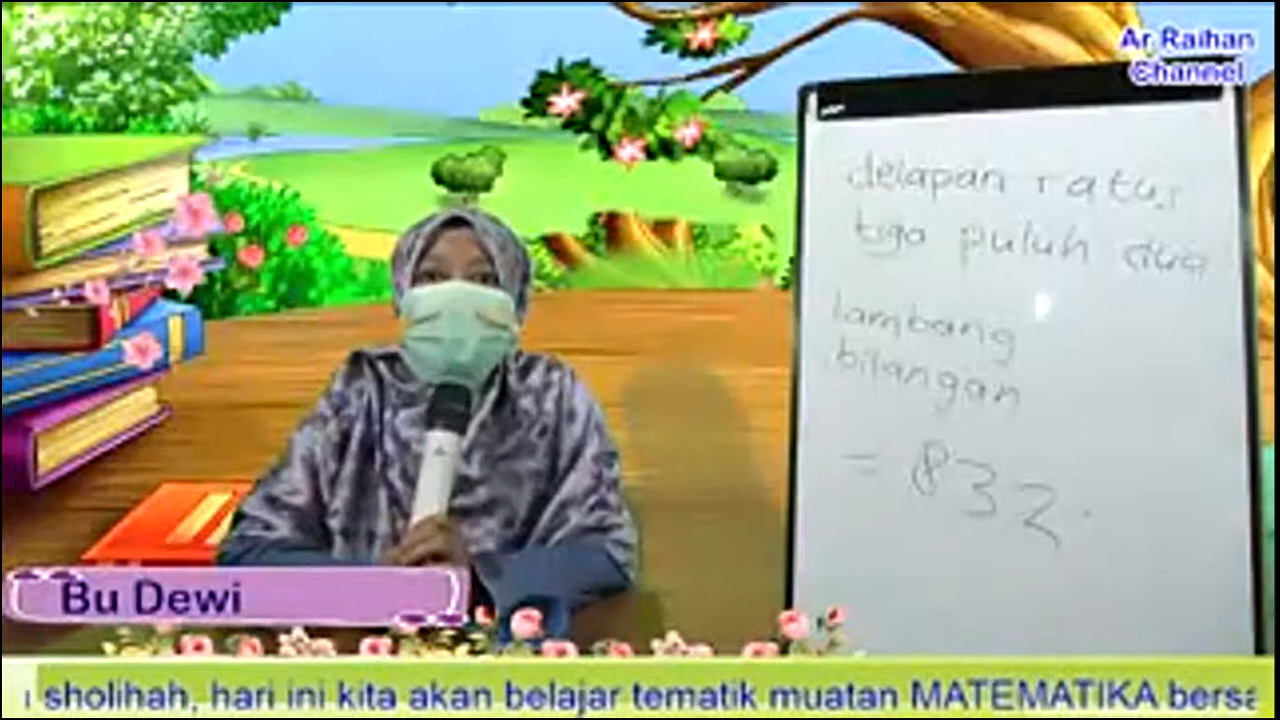 Ar Raihan
Channel
delapan ratus
tiga puluh dua
lambang
bilangan
= 832.
Bu Dewi
sholihah, hari ini kita akan belajar tematik muatan MATEMATIKA